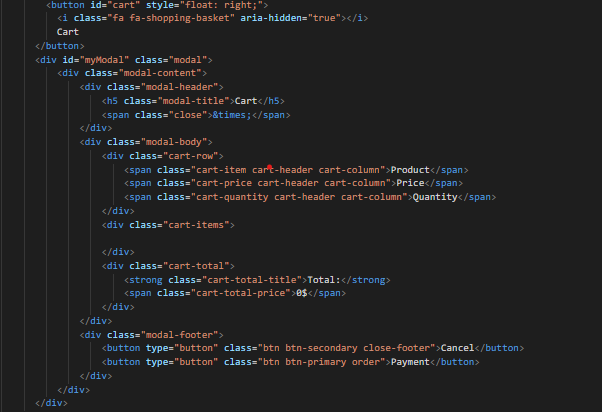 <button id="cart" style="float: right;">
<i class="fa fa-shopping-basket" aria-hidden="true"></i>
Cart
</button>
<div id="myModal" class="modal">
<div class="modal-content">
<div class="modal-header">
<h5 class="modal-title">Cart</h5>
<span class="close">&times;</span>
</div>
<div class="modal-body">
<div class="cart-row">
<span class="cart-item cart-header cart-column">Product</span>
<span class="cart-price cart-header cart-column">Price</span>
<span class="cart-quantity cart-header cart-column">Quantity</span>
</div>
<div class="cart-items">
</div>
<div class="cart-total">
<strong class="cart-total-title">Total:</strong>
<span class="cart-total-price">0$</span>
</div>
</div>
<div class="modal-footer">
<button type="button" class="btn btn-secondary close-footer">Cancel</button>
<button type="button" class="btn btn-primary order">Payment</button>
</div>
</div>
</div>